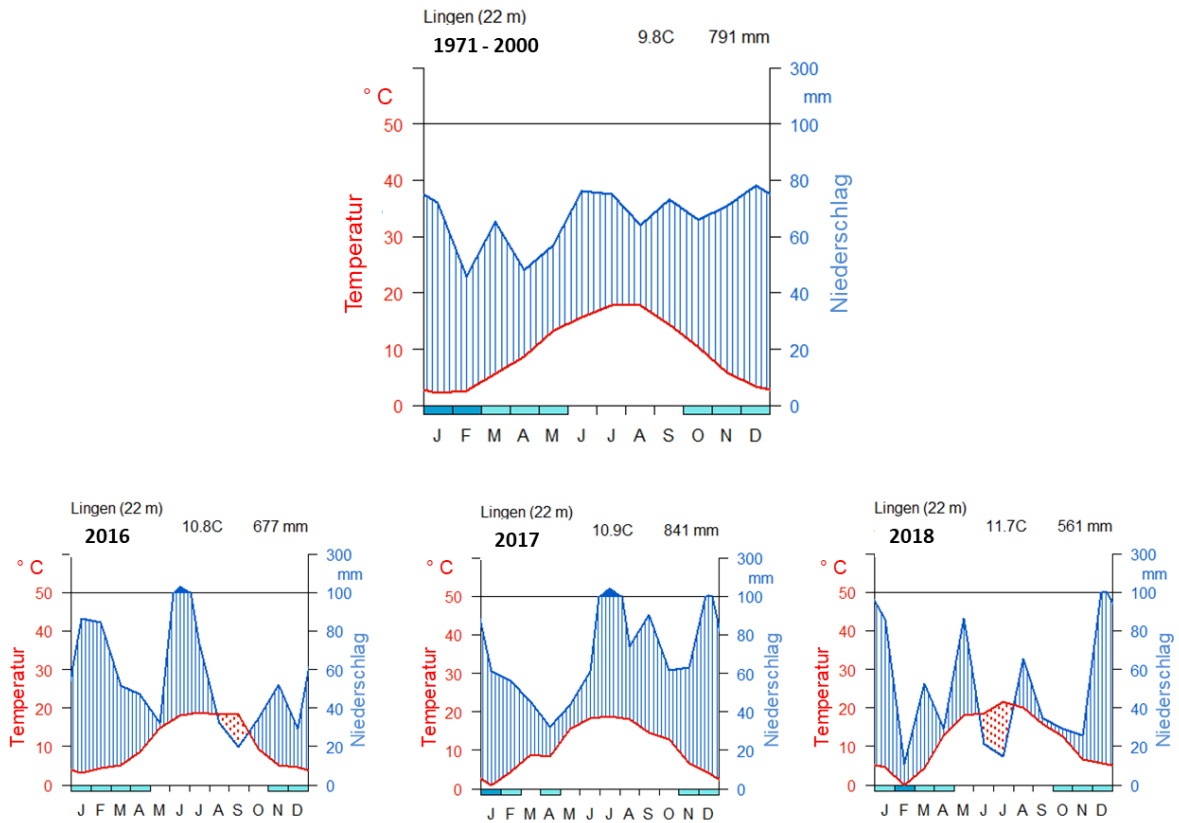 Lingen (22 m)
1971 - 2000 9.8C 791 mm
° C 300
mm
50 100
40 80
30 60
20 40
10 20
0 0
Temperatur
Niederschlag
J F M A M J J A S O N D
Lingen (22 m)
2016 10.8C 677 mm
° C 300
mm
50 100
40 80
30 60
20 40
10 20
0 0
Temperatur
Niederschlag
J F M A M J J A S O N D
Lingen (22 m)
2017 10.9C 841 mm
° C 300
mm
50 100
40 80
30 60
20 40
10 20
0 0
Temperatur
Niederschlag
J F M A M J J A S O N D
Lingen (22 m)
2018 11.7C 561 mm
° C 300
mm
50 100
40 80
30 60
20 40
10 20
0 0
Temperatur
Niederschlag
J F M A M J J A S O N D